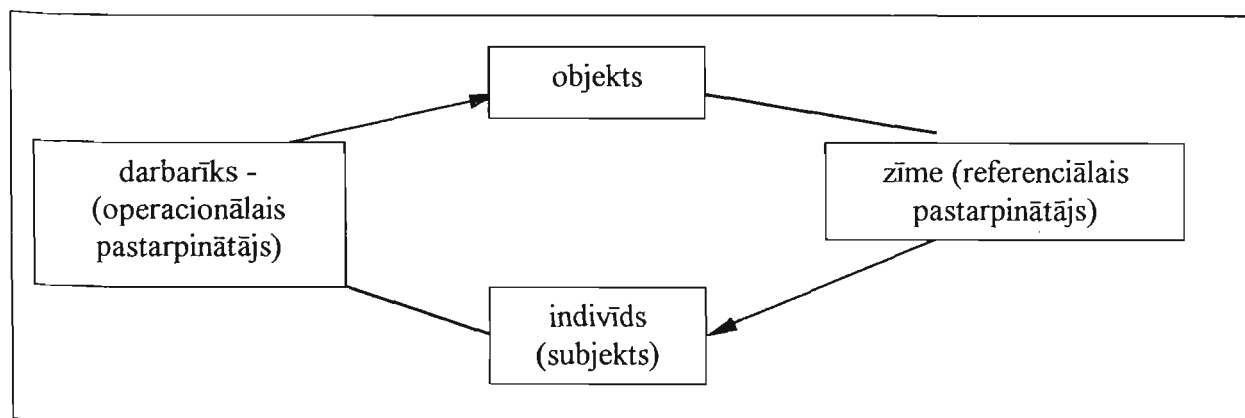 objekts
darbarīks -
(operacionālais
pastarpinātājs)
zīme (referenciālais
pastarpinātājs)
indivīds
(subjekts)